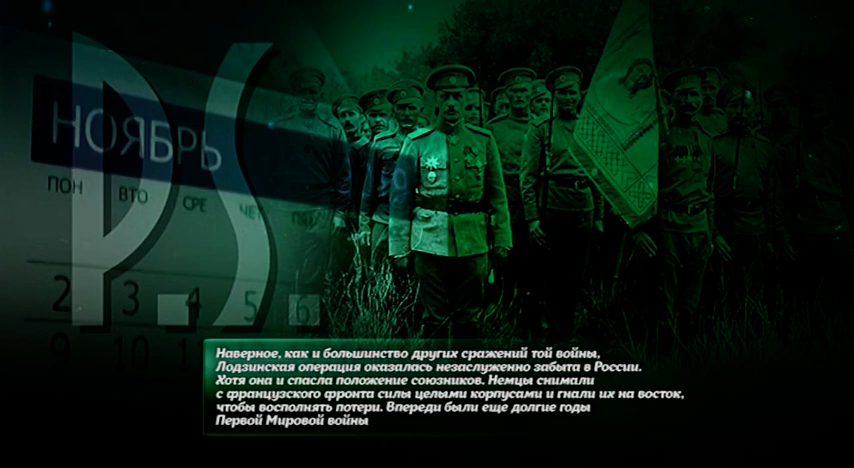 P.S.
НОЯБРЬ
ПОН ВТО СРЕ ЧЕТ
2 3 4 5 6
9 10 11
Наверное, как и большинство других сражений той войны,
Лодзинская операция оказалась незаслуженно забыта в России.
Хотя она и спасла положение союзников. Немцы снимали
с французского фронта силы целыми корпусами и гнали их на восток,
чтобы восполнять потери. Впереди были еще долгие годы
Первой Мировой войны